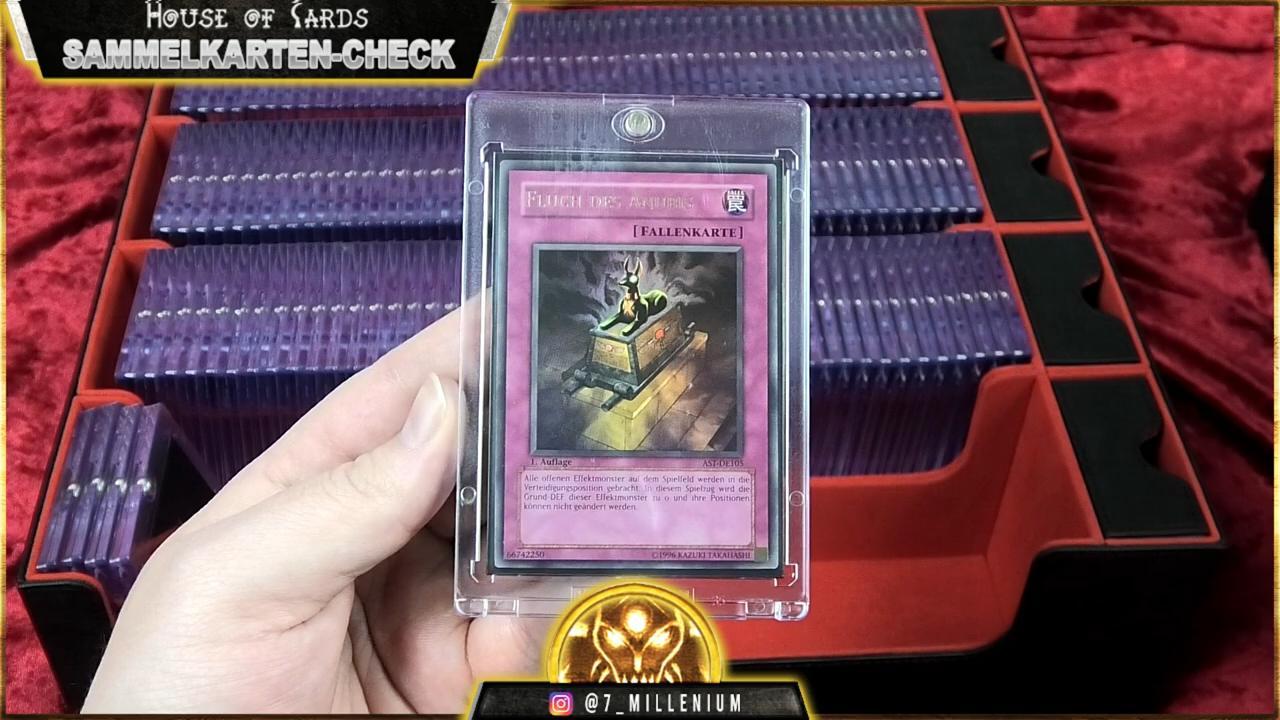 House of Cards
SAMMELKARTEN-CHECK
Fluch des Anubis
[FALLENKARTE]
1. Auflage
AST-DE105
Alle offenen Effektmonster auf dem Spielfeld werden in die
Verteidigungsposition gebracht. In diesem Spielzug wird die
Grund-DEF dieser Effektmonster zu 0 und ihre Positionen
können nicht geändert werden.
66742250
©1996 KAZUKI TAKAHASHI
@7_MILLENIUM